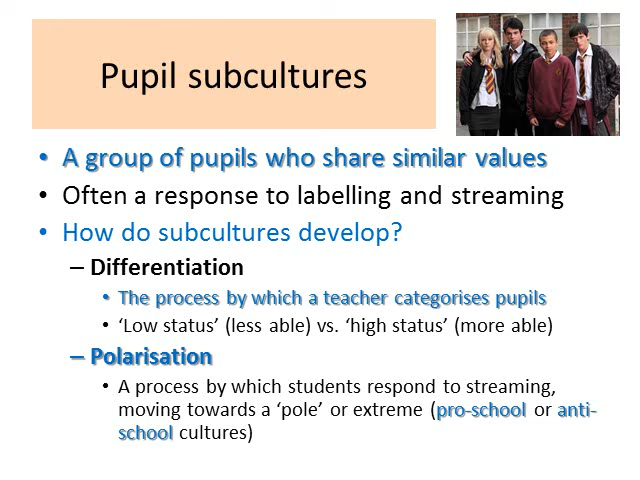 Pupil subcultures
• A group of pupils who share similar values
• Often a response to labelling and streaming
• How do subcultures develop?
– Differentiation
• The process by which a teacher categorises pupils
• ‘Low status’ (less able) vs. ‘high status’ (more able)
– Polarisation
• A process by which students respond to streaming,
moving towards a ‘pole’ or extreme (pro-school or anti-
school cultures)